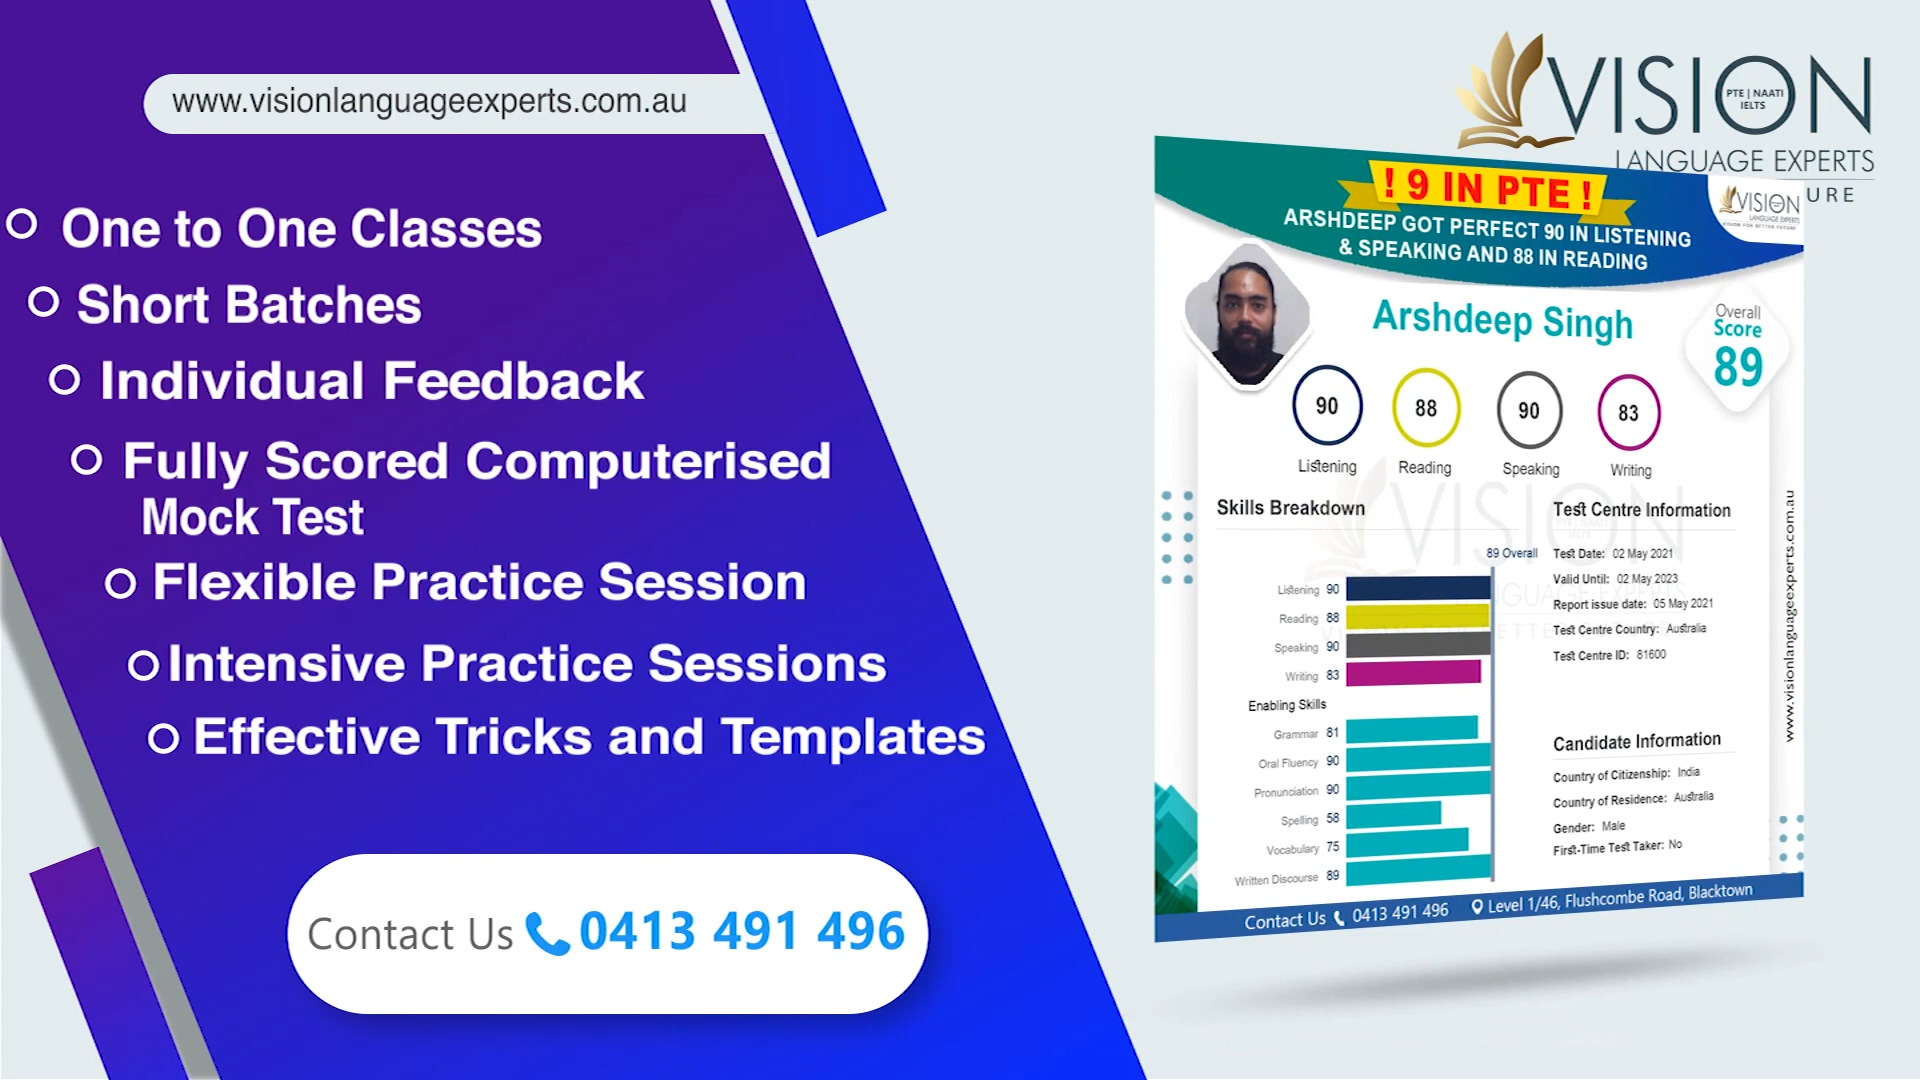 www.visionlanguageexperts.com.au
One to One Classes
Short Batches
Individual Feedback
Fully Scored Computerised
Mock Test
Flexible Practice Session
Intensive Practice Sessions
Effective Tricks and Templates
Contact Us 0413 491 496
VISION
PTE | NAATI
IELTS
LANGUAGE EXPERTS
URE
! 9 IN PTE !
ARSHDEEP GOT PERFECT 90 IN LISTENING
& SPEAKING AND 88 IN READING
VISION
LANGUAGE EXPERTS
VISION FOR BETTER FUTURE
Arshdeep Singh
Overall
Score
89
90 88 90 83
Listening Reading Speaking Writing
Skills Breakdown
89 Overall
Listening 90
Reading 88
Speaking 90
Writing 83
Enabling Skills
Grammar 81
Oral Fluency 90
Pronunciation 90
Spelling 58
Vocabulary 75
Written Discourse 89
Test Centre Information
Test Date: 02 May 2021
Valid Until: 02 May 2023
Report issue date: 05 May 2021
Test Centre Country: Australia
Test Centre ID: 81600
Candidate Information
Country of Citizenship: India
Country of Residence: Australia
Gender: Male
First-Time Test Taker: No
www.visionlanguageexperts.com.au
Contact Us 0413 491 496 Level 1/46, Flushcombe Road, Blacktown